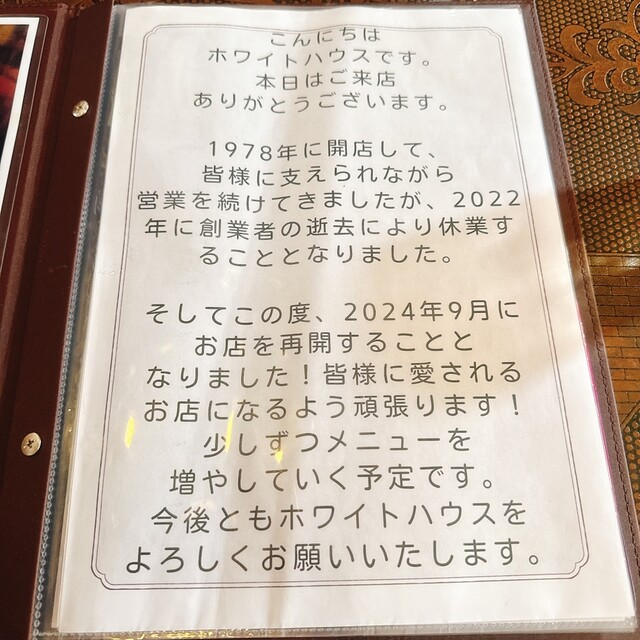 こんにちは
ホワイトハウスです。
本日はご来店
ありがとうございます。
1978年に開店して、
皆様に支えられながら
営業を続けてきましたが、2022
年に創業者の逝去により休業す
ることとなりました。
そしてこの度、2024年9月に
お店を再開することと
なりました！皆様に愛される
お店になるよう頑張ります！
少しずつメニューを
増やしていく予定です。
今後ともホワイトハウスを
よろしくお願いいたします。